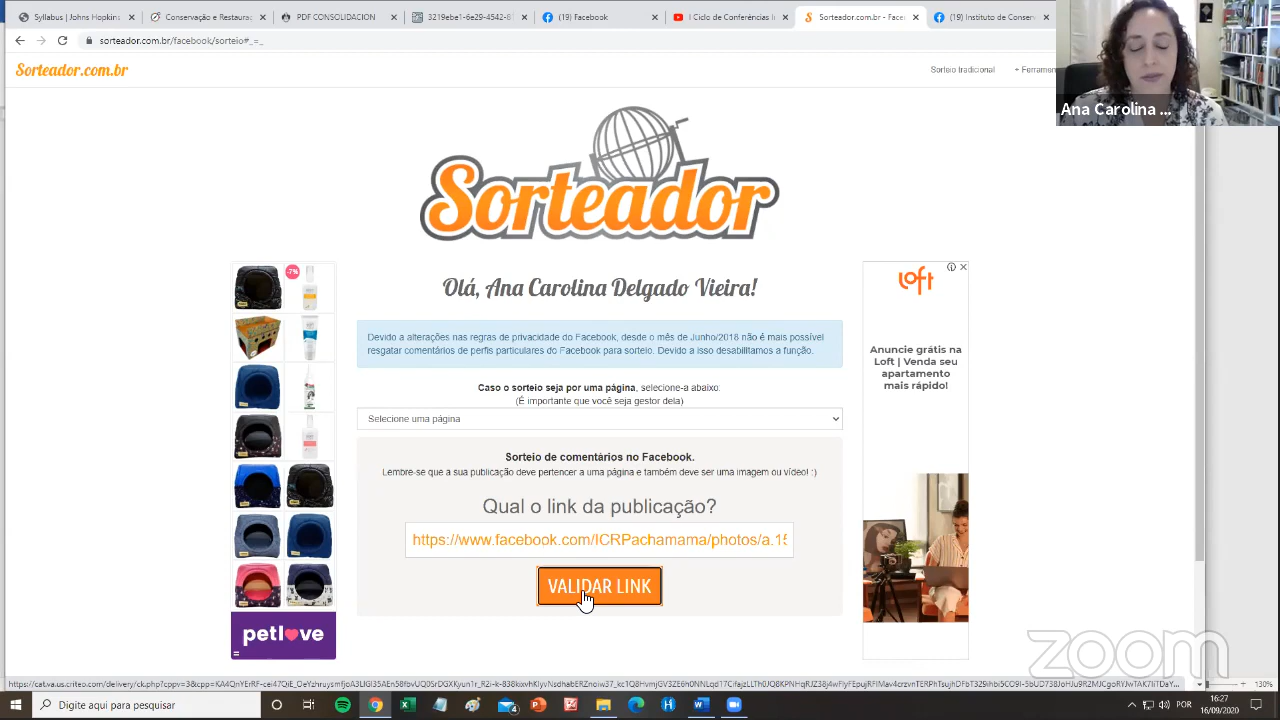 Syllabus | Johns Hopkin
Conservação e Restaura
PDF CONSOLIDACION
3219ebe1-6e29-4542-
(19) Facebook
I Ciclo de Conferências I
Sorteador.com.br - Face
(19) Instituto de Conser
sorteador.com.br/facebook/sorteio#_=_
Sorteador.com.br
Sorteio tradicional
+ Ferramen
Ana Carolina ...
Sorteador
Olá, Ana Carolina Delgado Vieira!
-7%
Devido a alterações nas regras de privacidade do Facebook, desde o mês de Junho/2018 não é mais possível
resgatar comentários de perfis particulares do Facebook para sorteio. Devido a isso desabilitamos a função.
Caso o sorteio seja por uma página, selecione-a abaixo:
(É importante que você seja gestor dela)
Selecione uma página
Sorteio de comentários no Facebook.
Lembre-se que a sua publicação deve pertencer a uma página e também deve ser uma imagem ou vídeo! :)
Qual o link da publicação?
https://www.facebook.com/ICRPachamama/photos/a.15
VALIDAR LINK
petlove
Loft
Anuncie grátis na
Loft | Venda seu
apartamento
mais rápido!
zoom
130%
Digite aqui para pesquisar
16:27
16/09/2020